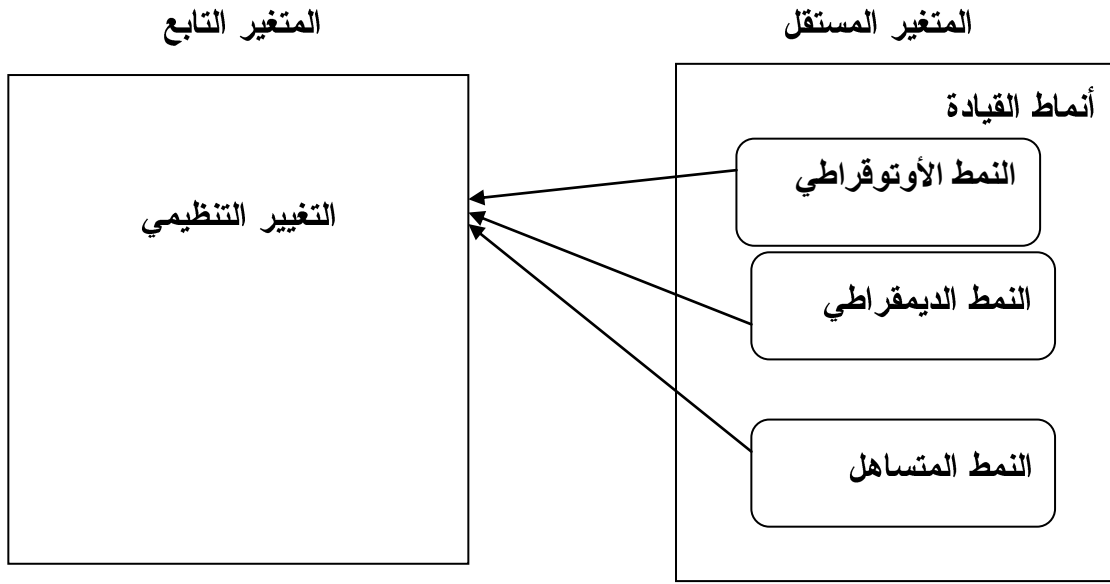 المتغير المستقل
المتغير التابع
أنماط القيادة
النمط الأوتوقراطي
النمط الديمقراطي
النمط المتساهل
التغيير التنظيمي